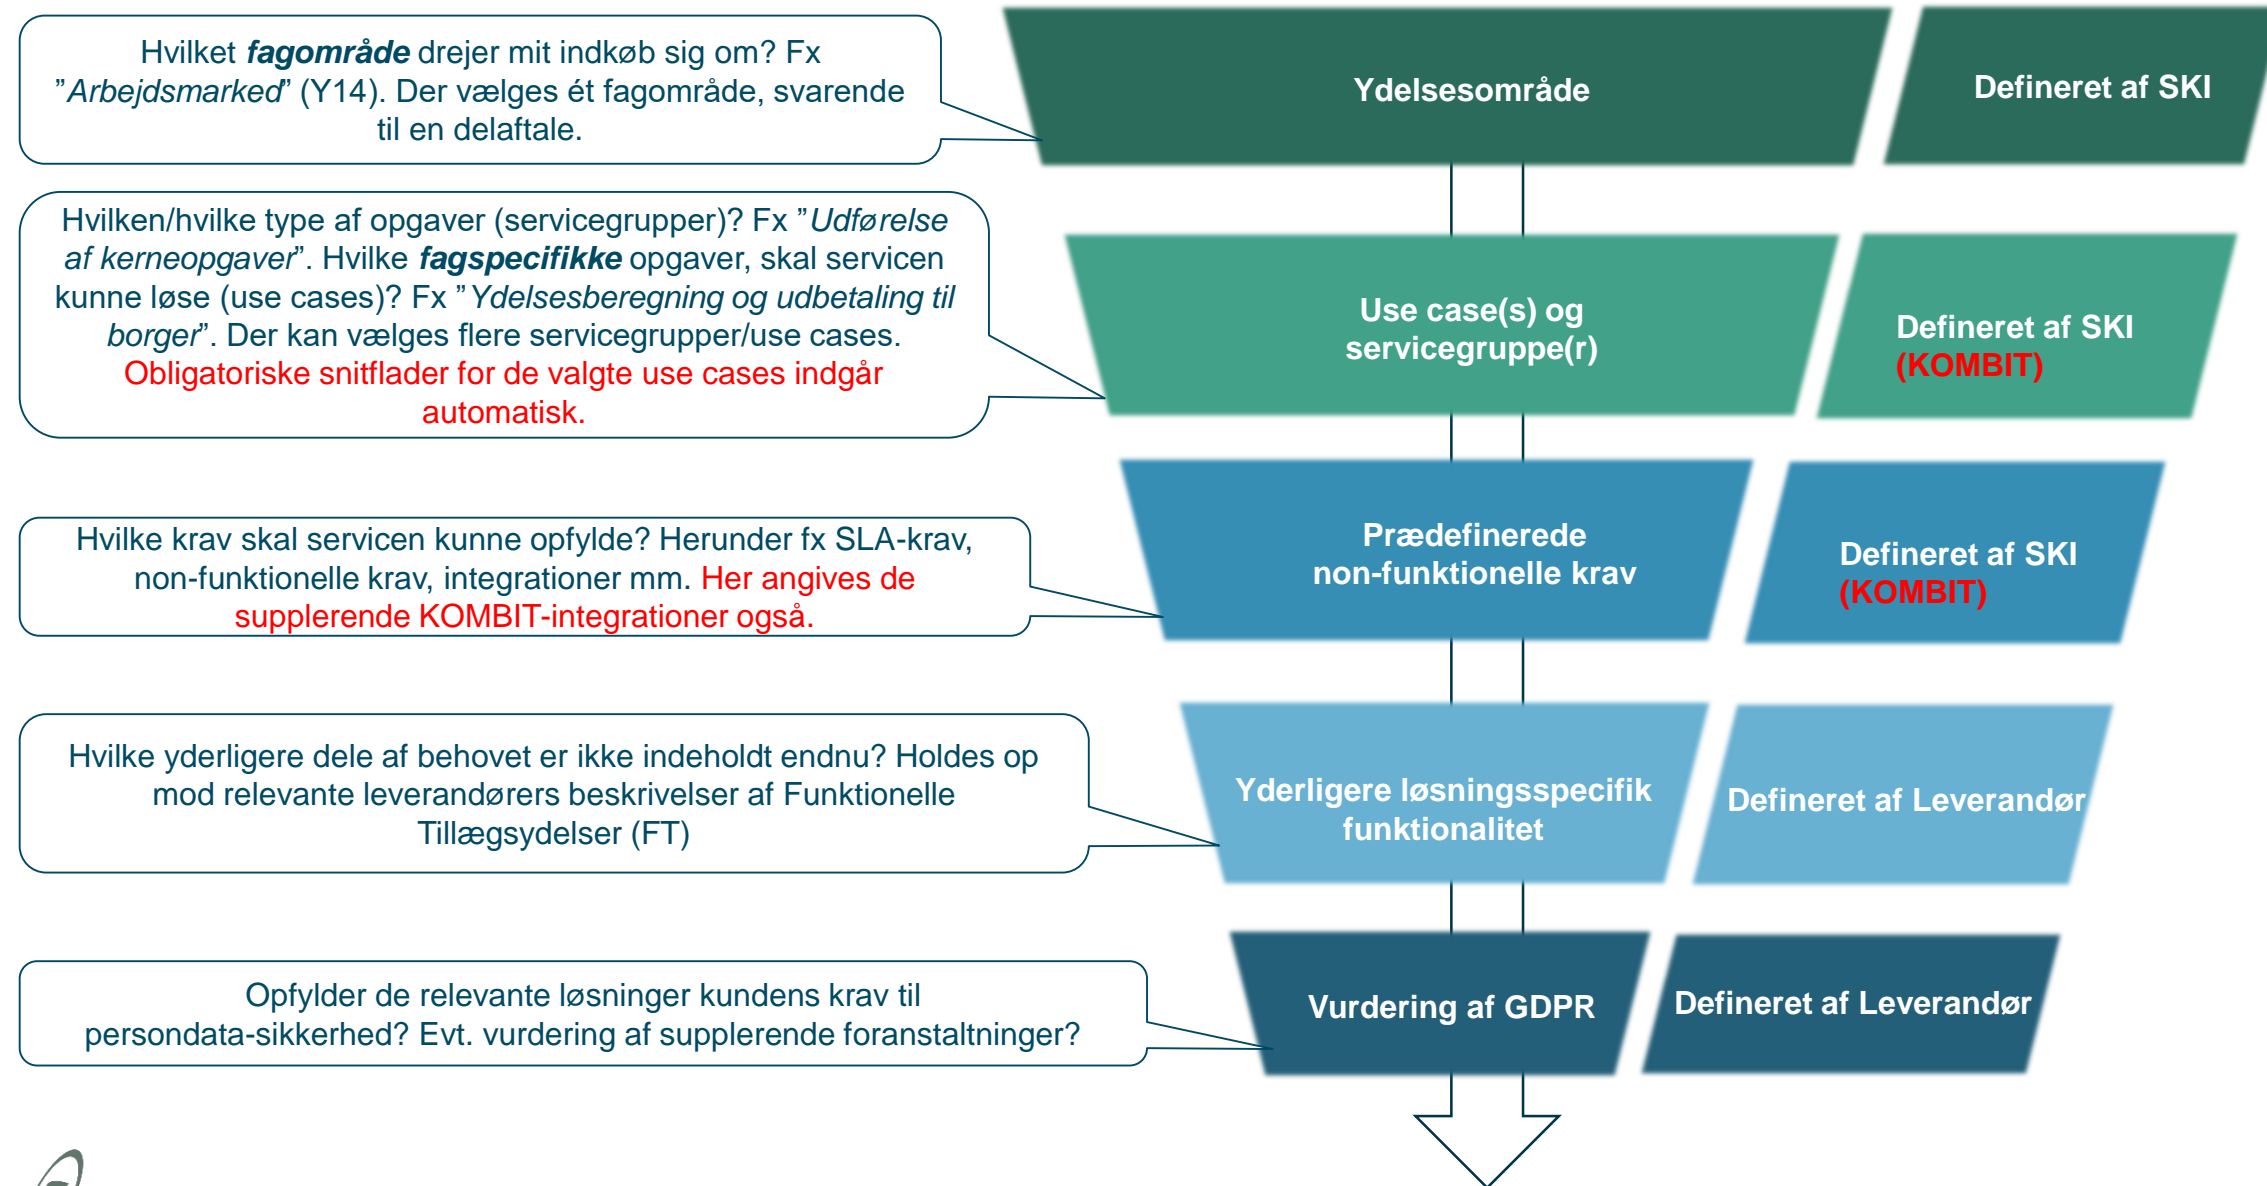 Hvilket fagområde drejer mit indkøb sig om? Fx
”Arbejdsmarked” (Y14). Der vælges ét fagområde, svarende
til en delaftale.
Ydelsesområde
Defineret af SKI
Hvilken/hvilke type af opgaver (servicegrupper)? Fx ”Udførelse
af kerneopgaver”. Hvilke fagspecifikke opgaver, skal servicen
kunne løse (use cases)? Fx ”Ydelsesberegning og udbetaling til
borger”. Der kan vælges flere servicegrupper/use cases.
Obligatoriske snitflader for de valgte use cases indgår
automatisk.
Use case(s) og
servicegruppe(r)
Defineret af SKI
(KOMBIT)
Hvilke krav skal servicen kunne opfylde? Herunder fx SLA-krav,
non-funktionelle krav, integrationer mm. Her angives de
supplerende KOMBIT-integrationer også.
Prædefinerede
non-funktionelle krav
Defineret af SKI
(KOMBIT)
Hvilke yderligere dele af behovet er ikke indeholdt endnu? Holdes op
mod relevante leverandørers beskrivelser af Funktionelle
Tillægsydelser (FT)
Yderligere løsningsspecifik
funktionalitet
Defineret af Leverandør
Opfylder de relevante løsninger kundens krav til
persondata-sikkerhed? Evt. vurdering af supplerende foranstaltninger?
Vurdering af GDPR
Defineret af Leverandør